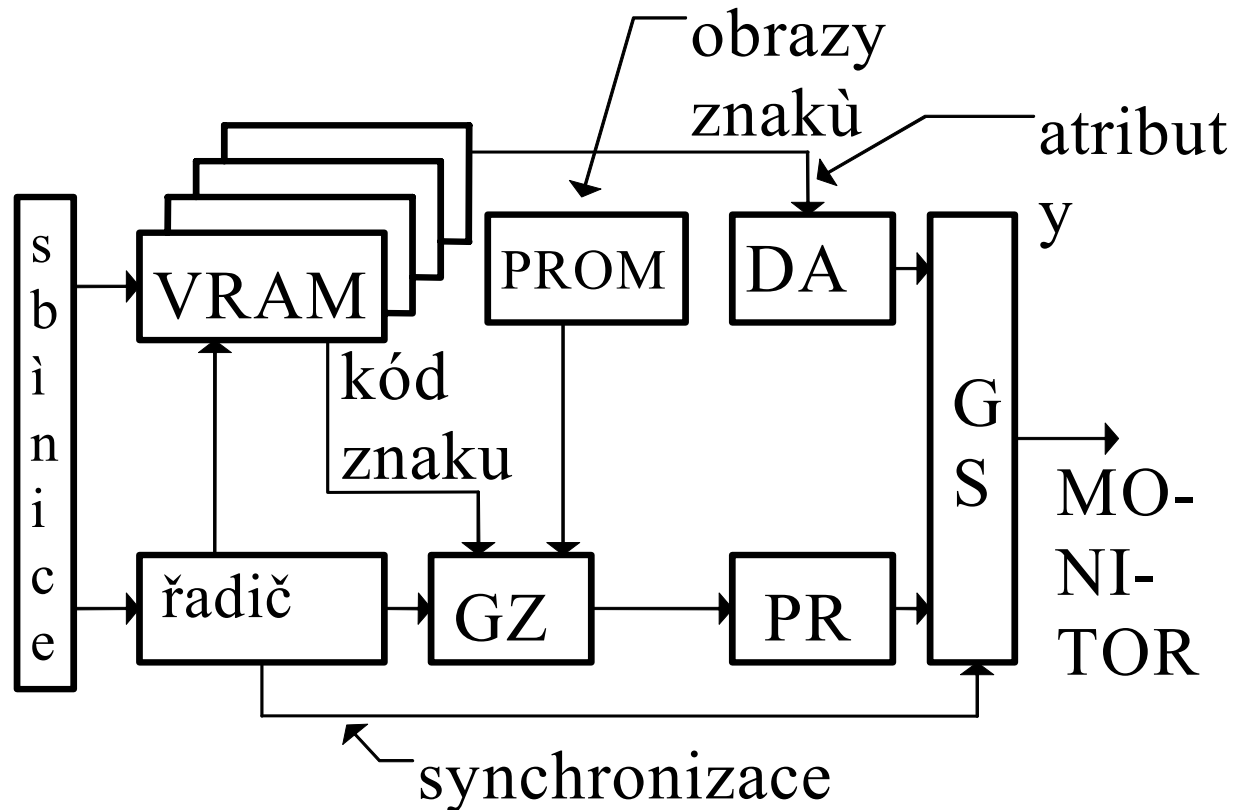 obrazy
znakù
atribut
y
s
b
ì
n
i
c
e
VRAM
PROM
DA
kód
znaku
G
S
MO-
NI-
TOR
řadič
GZ
PR
synchronizace